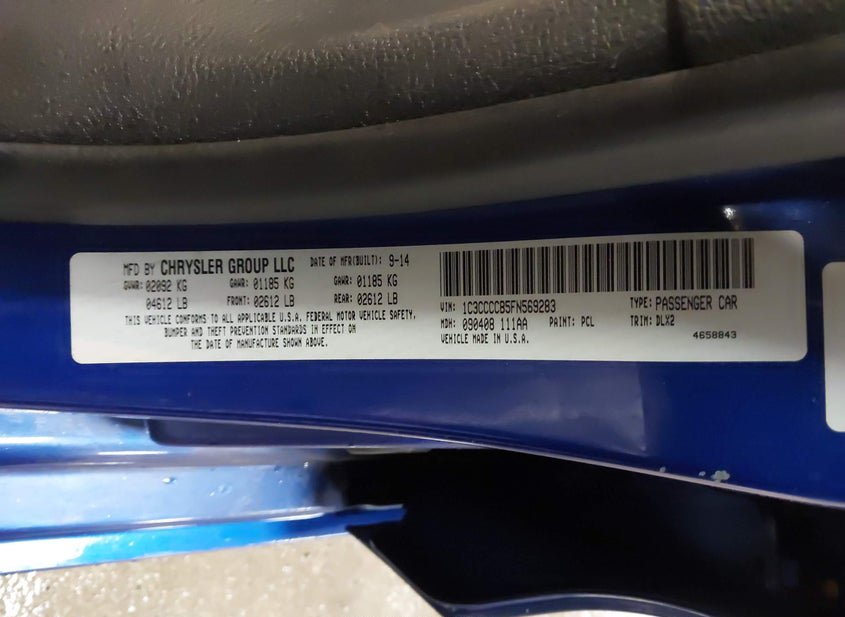 MFD BY CHRYSLER GROUP LLC DATE OF MFR(BUILT): 9-14
GVWR: 02092 KG GAWR: 01185 KG GAWR: 01185 KG
04612 LB FRONT: 02612 LB REAR: 02612 LB
THIS VEHICLE CONFORMS TO ALL APPLICABLE U.S.A. FEDERAL MOTOR VEHICLE SAFETY,
BUMPER AND THEFT PREVENTION STANDARDS IN EFFECT ON
THE DATE OF MANUFACTURE SHOWN ABOVE.
VIN: 1C3CCCCB5FN569283 TYPE: PASSENGER CAR
MDH: 090408 111AA PAINT: PCL TRIM: DLX2
VEHICLE MADE IN U.S.A. 4658843